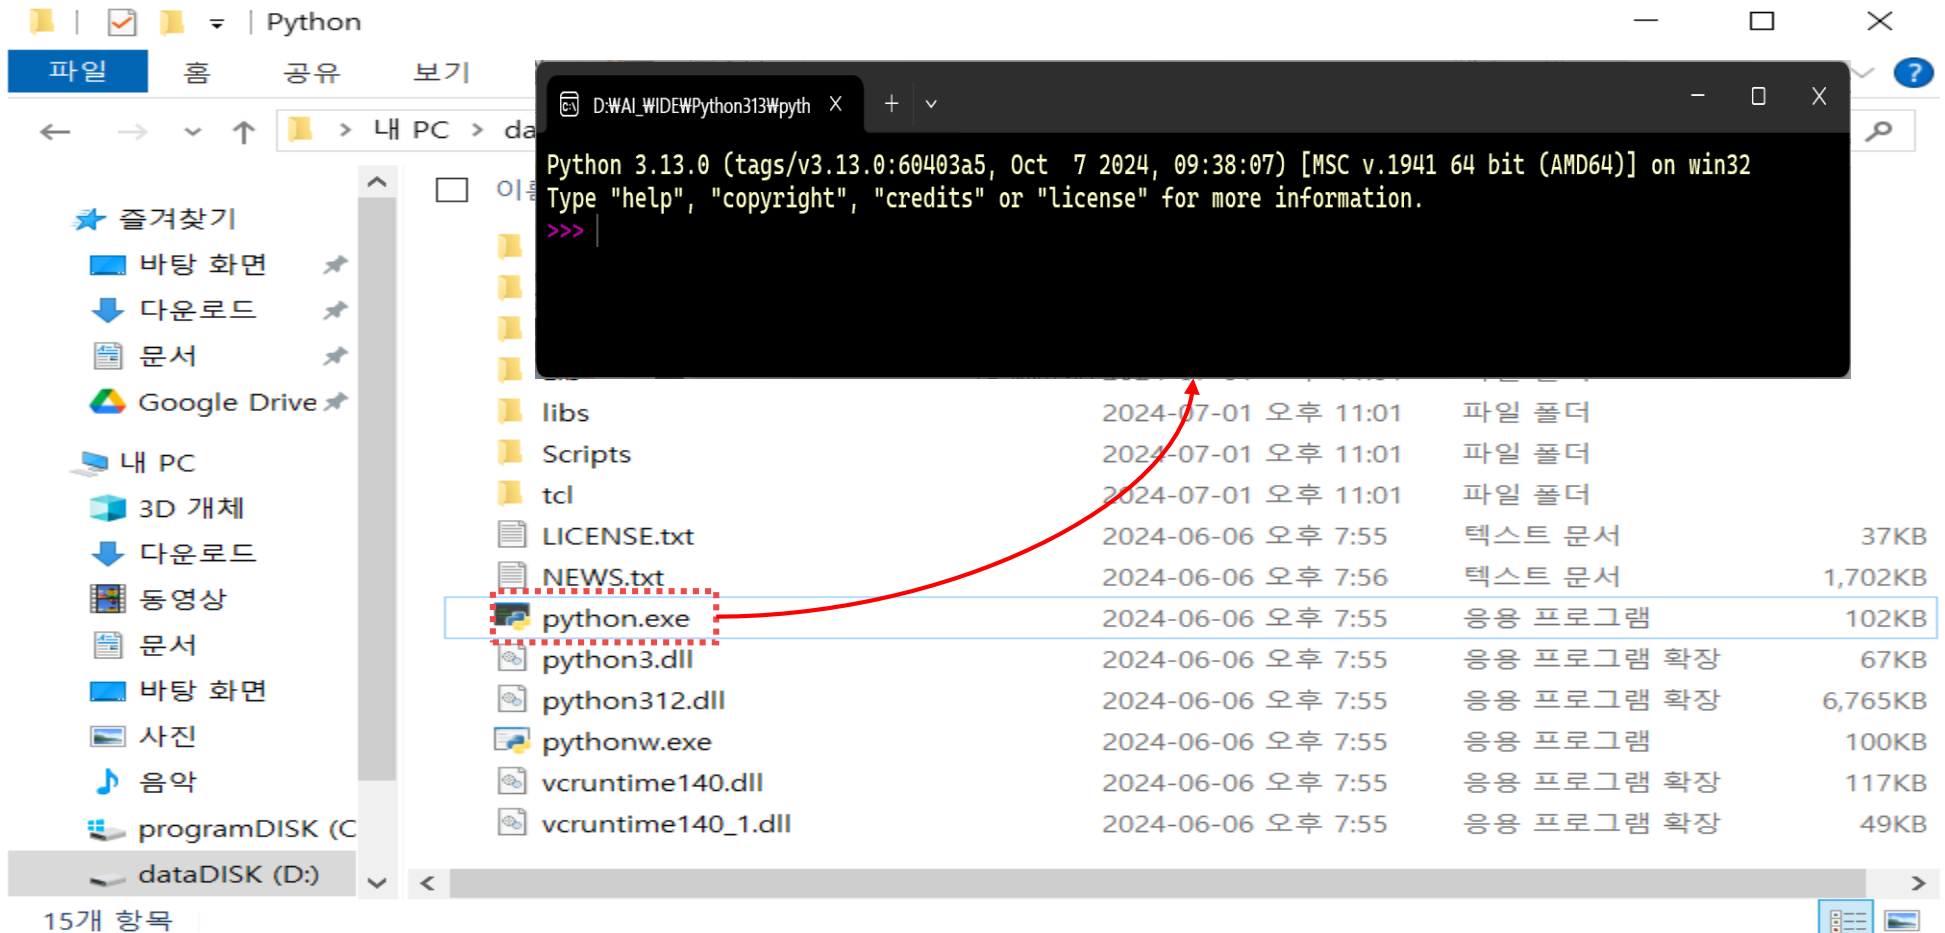 Python
파일 홈 공유 보기
내 PC > da
D:₩AI_₩IDE₩Python313₩pyth
Python 3.13.0 (tags/v3.13.0:60403a5, Oct  7 2024, 09:38:07) [MSC v.1941 64 bit (AMD64)] on win32
Type "help", "copyright", "credits" or "license" for more information.
>>>
즐겨찾기
바탕 화면
다운로드
문서
Google Drive
내 PC
3D 개체
다운로드
동영상
문서
바탕 화면
사진
음악
programDISK (C
dataDISK (D:)
libs 2024-07-01 오후 11:01 파일 폴더
Scripts 2024-07-01 오후 11:01 파일 폴더
tcl 2024-07-01 오후 11:01 파일 폴더
LICENSE.txt 2024-06-06 오후 7:55 텍스트 문서 37KB
NEWS.txt 2024-06-06 오후 7:56 텍스트 문서 1,702KB
python.exe 2024-06-06 오후 7:55 응용 프로그램 102KB
python3.dll 2024-06-06 오후 7:55 응용 프로그램 확장 67KB
python312.dll 2024-06-06 오후 7:55 응용 프로그램 확장 6,765KB
pythonw.exe 2024-06-06 오후 7:55 응용 프로그램 100KB
vcruntime140.dll 2024-06-06 오후 7:55 응용 프로그램 확장 117KB
vcruntime140_1.dll 2024-06-06 오후 7:55 응용 프로그램 확장 49KB
15개 항목